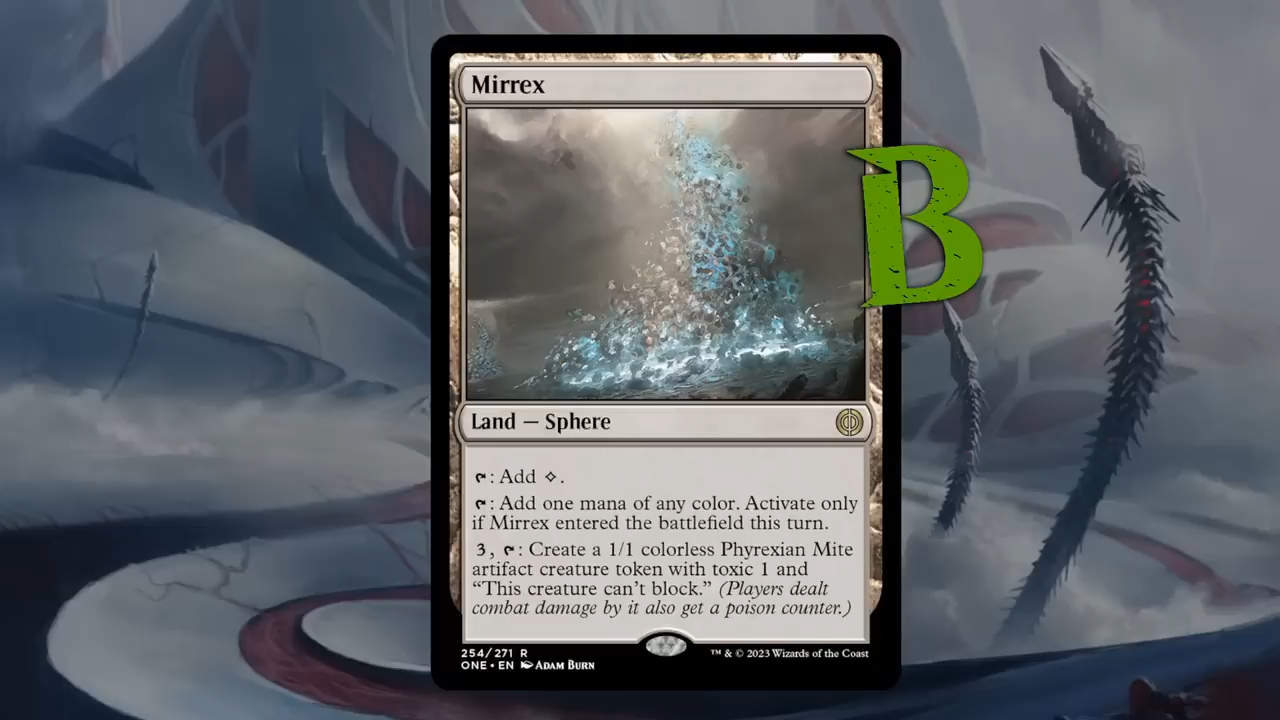 Mirrex
B
Land — Sphere
: Add .
: Add one mana of any color. Activate only
if Mirrex entered the battlefield this turn.
3, : Create a 1/1 colorless Phyrexian Mite
artifact creature token with toxic 1 and
“This creature can’t block.” (Players dealt
combat damage by it also get a poison counter.)
254/271 R
ONE • EN Adam Burn
™ & © 2023 Wizards of the Coast